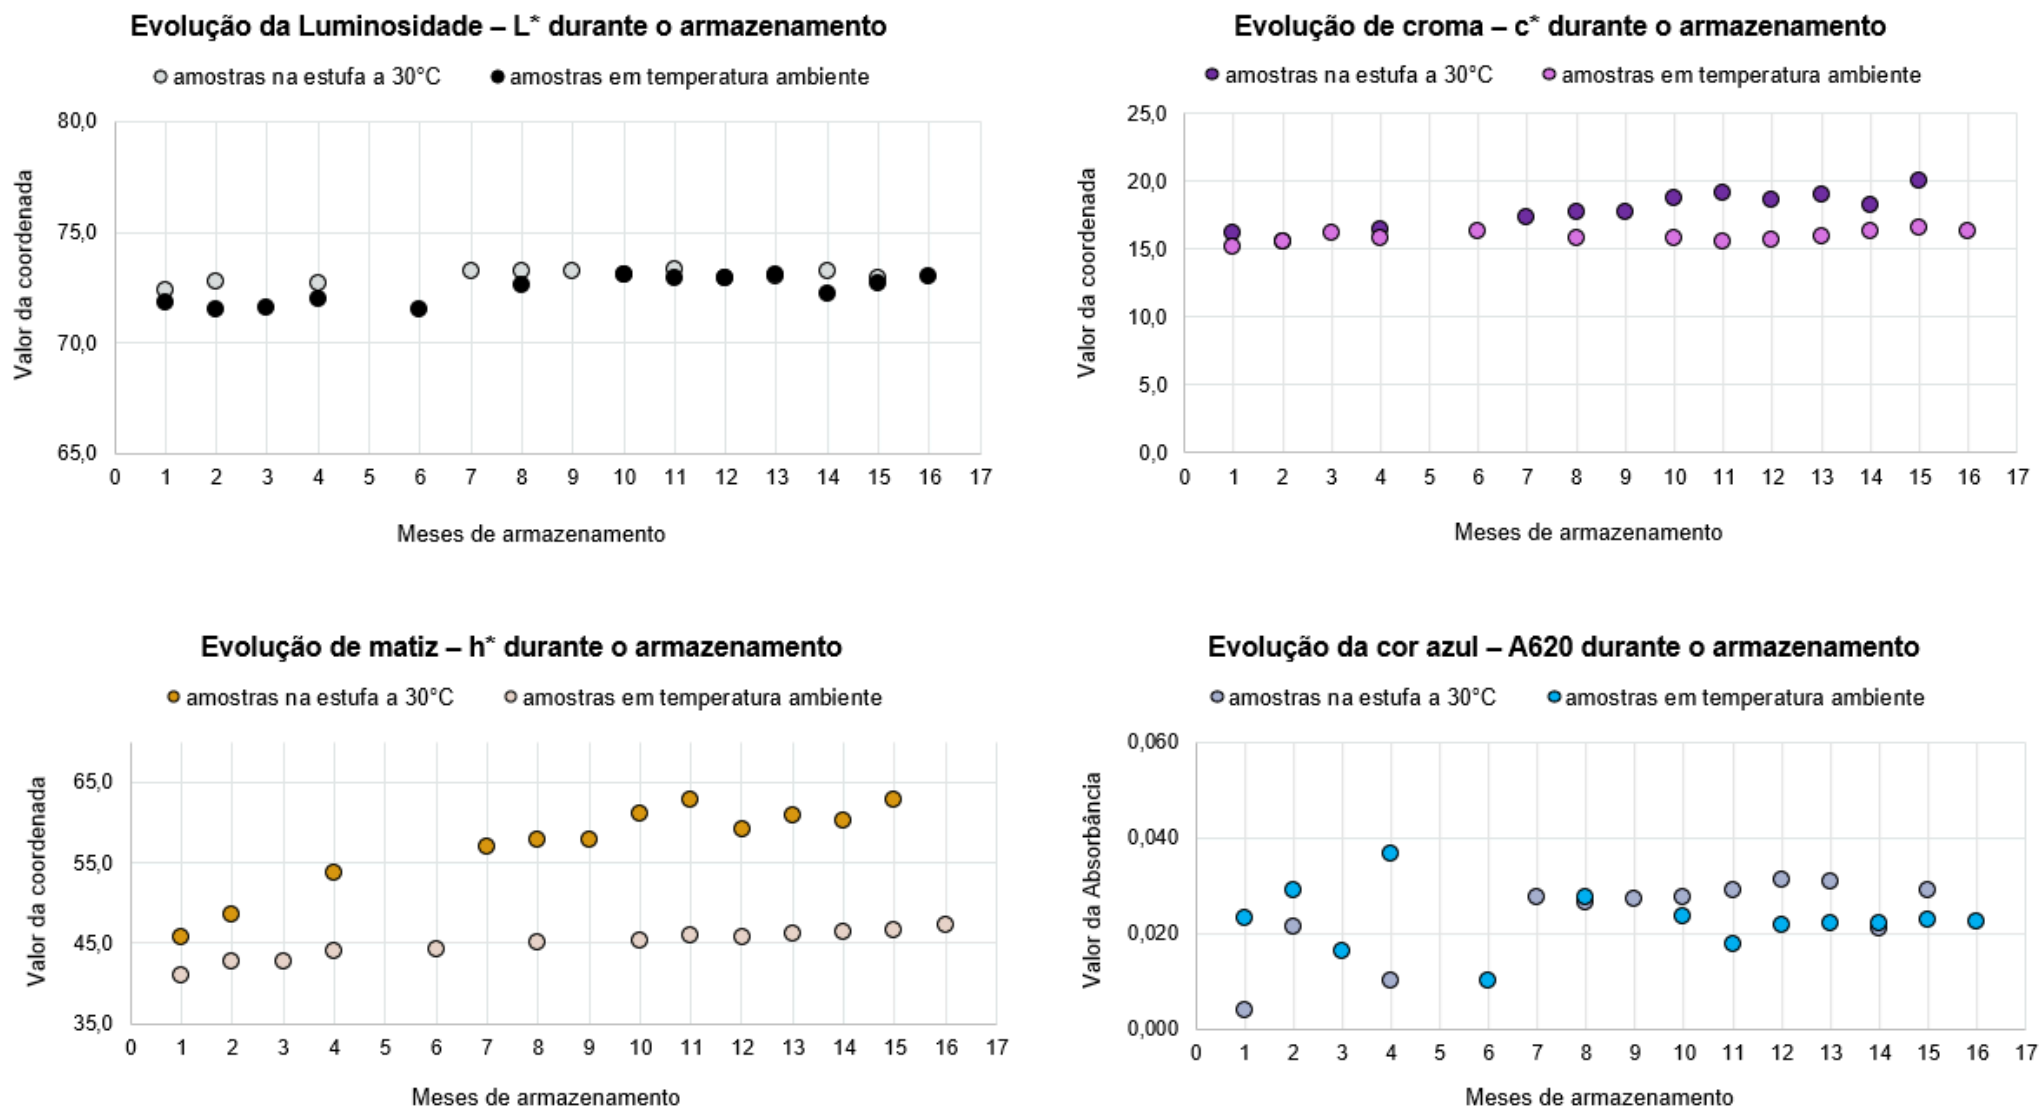 Evolução da Luminosidade – L* durante o armazenamento
amostras na estufa a 30°C amostras em temperatura ambiente
80,0
75,0
70,0
65,0
Valor da coordenada
0 1 2 3 4 5 6 7 8 9 10 11 12 13 14 15 16 17
Meses de armazenamento
Evolução de croma – c* durante o armazenamento
amostras na estufa a 30°C amostras em temperatura ambiente
25,0
20,0
15,0
10,0
5,0
0,0
Valor da coordenada
0 1 2 3 4 5 6 7 8 9 10 11 12 13 14 15 16 17
Meses de armazenamento
Evolução de matiz – h* durante o armazenamento
amostras na estufa a 30°C amostras em temperatura ambiente
65,0
55,0
45,0
35,0
Valor da coordenada
0 1 2 3 4 5 6 7 8 9 10 11 12 13 14 15 16 17
Meses de armazenamento
Evolução da cor azul – A620 durante o armazenamento
amostras na estufa a 30°C amostras em temperatura ambiente
0,060
0,040
0,020
0,000
Valor da Absorbância
0 1 2 3 4 5 6 7 8 9 10 11 12 13 14 15 16 17
Meses de armazenamento